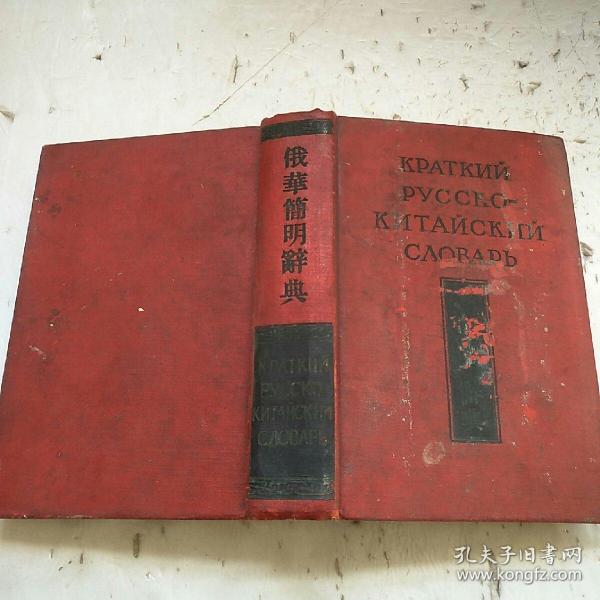 俄華簡明辭典
КРАТКИЙ
РУССКО-
КИТАЙСКИЙ
СЛОВАРЬ
КРАТКИЙ
РУССКО-
КИТАЙСКИЙ
СЛОВАРЬ
孔夫子旧书网
www.kongfz.com